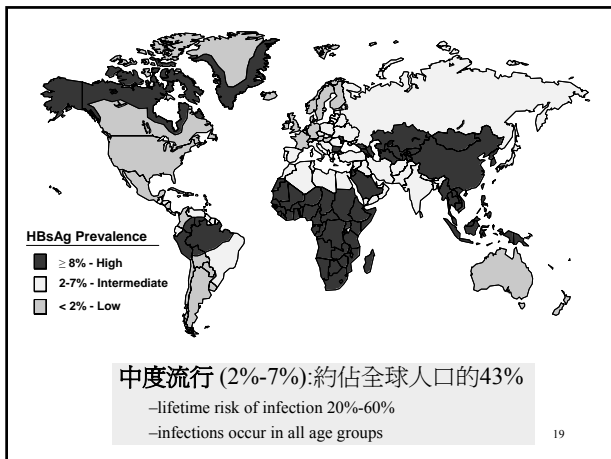 HBsAg Prevalence
≥ 8% - High
2-7% - Intermediate
< 2% - Low
中度流行 (2%-7%):約佔全球人口的43%
–lifetime risk of infection 20%-60%
–infections occur in all age groups
19